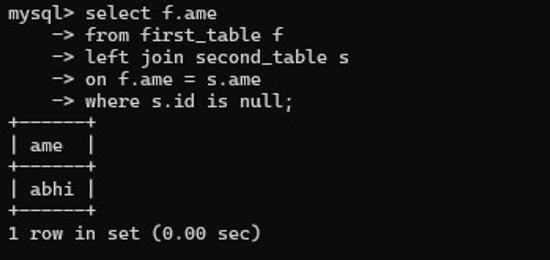 mysql> select f.ame
-> from first_table f
-> left join second_table s
-> on f.ame = s.ame
-> where s.id is null;
+------+
| ame  |
+------+
| abhi |
+------+
1 row in set (0.00 sec)